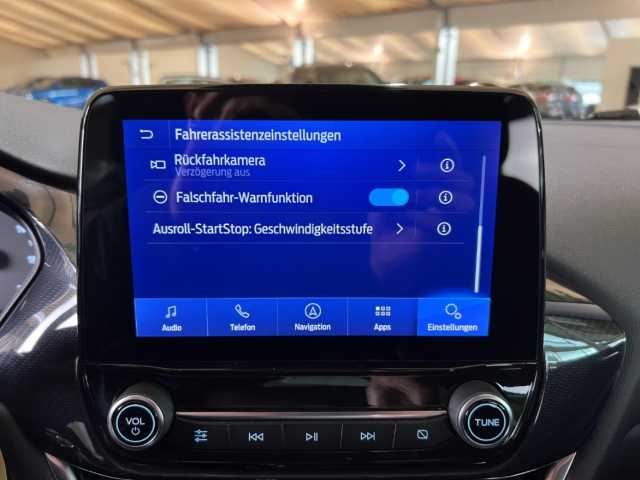 Fahrerassistenzeinstellungen
Rückfahrkamera
Verzögerung aus
Falschfahr-Warnfunktion
Ausroll-StartStop: Geschwindigkeitsstufe
Audio
Telefon
Navigation
Apps
Einstellungen
VOL
TUNE